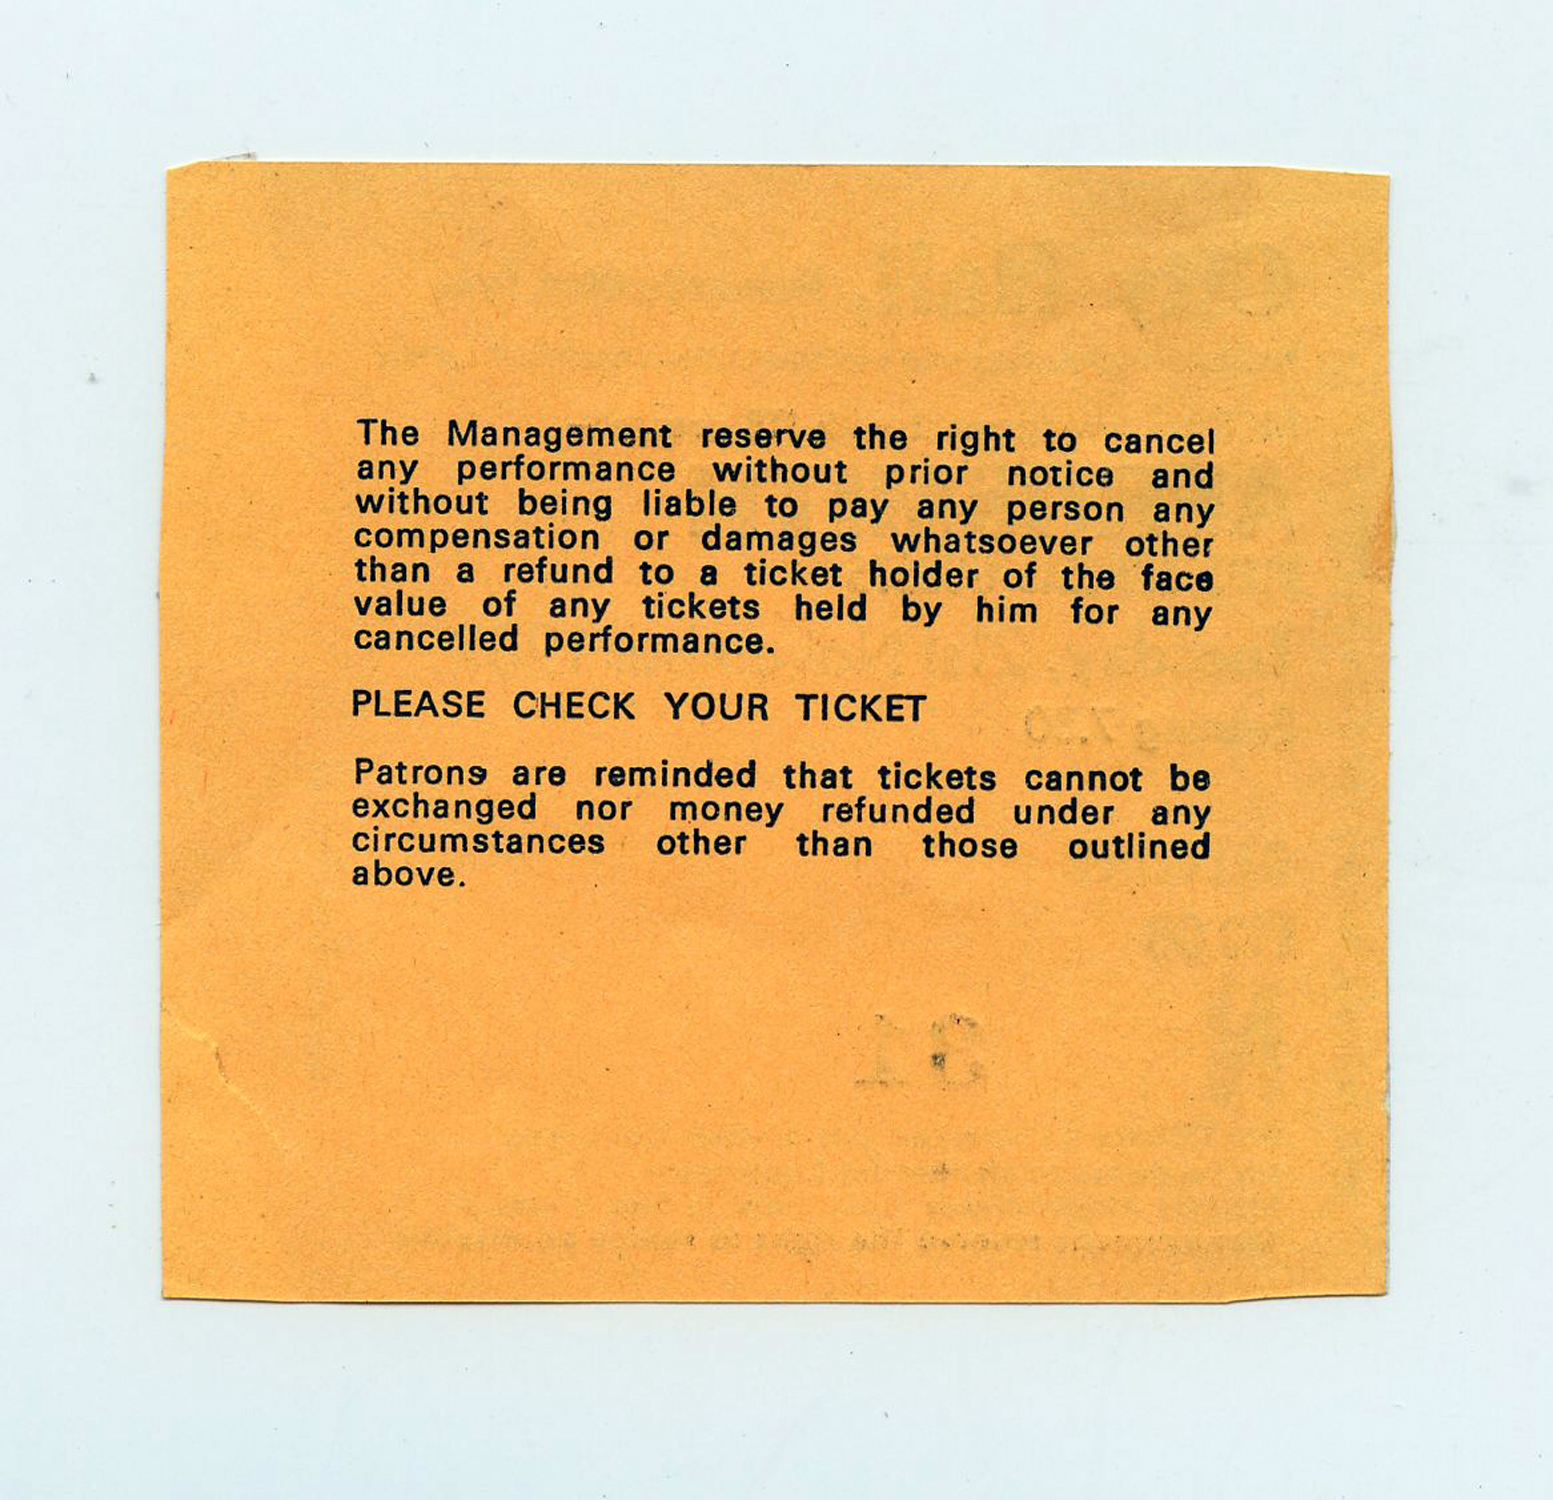 The Management reserve the right to cancel
any performance without prior notice and
without being liable to pay any person any
compensation or damages whatsoever other
than a refund to a ticket holder of the face
value of any tickets held by him for any
cancelled performance.
PLEASE CHECK YOUR TICKET
Patrons are reminded that tickets cannot be
exchanged nor money refunded under any
circumstances other than those outlined
above.
31